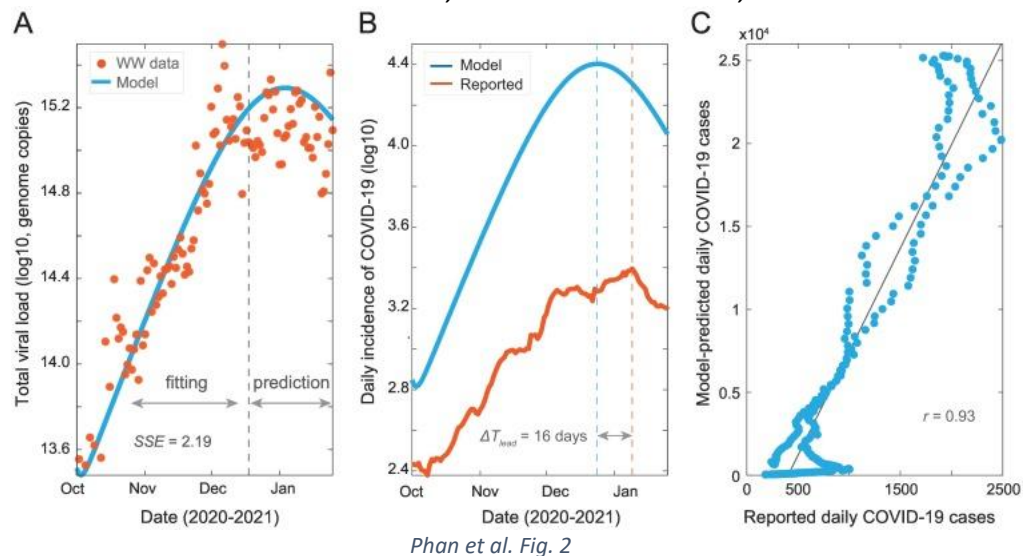 A
WW data
Model
Total viral load (log10, genome copies)
15.2
14.8
14.4
14.0
13.6
fitting
prediction
SSE = 2.19
Oct
Nov
Dec
Jan
Date (2020-2021)
B
Model
Reported
Daily incidence of COVID-19 (log10)
4.4
4.0
3.6
3.2
2.8
2.4
ΔT_lead = 16 days
Oct
Nov
Dec
Jan
Date (2020-2021)
C
x10⁴
Model-predicted daily COVID-19 cases
2.5
2
1.5
1
0.5
0
r = 0.93
0
500
1500
2500
Reported daily COVID-19 cases
Phan et al. Fig. 2